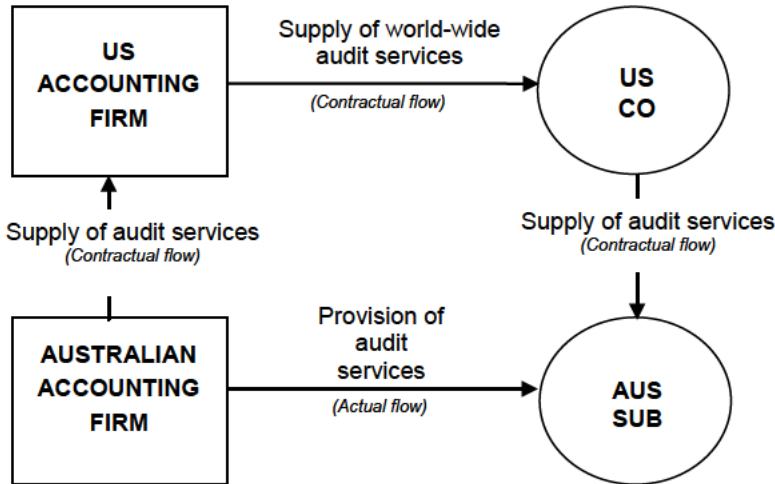 US
ACCOUNTING
FIRM
Supply of world-wide
audit services
(Contractual flow)
US
CO
Supply of audit services
(Contractual flow)
Supply of audit services
(Contractual flow)
AUSTRALIAN
ACCOUNTING
FIRM
Provision of
audit
services
(Actual flow)
AUS
SUB